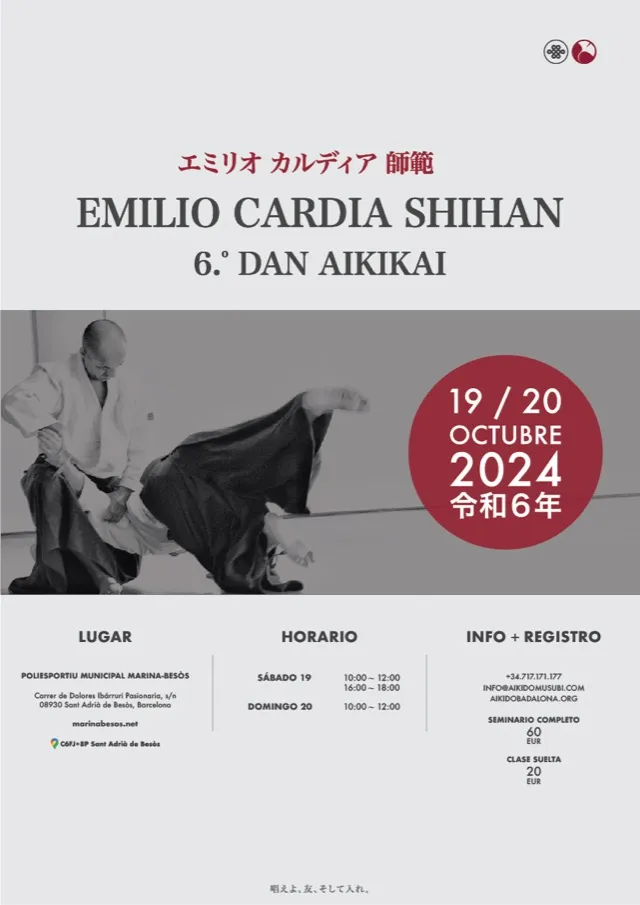 エミリオ カルディア 師範
EMILIO CARDIA SHIHAN
6.º DAN AIKIKAI
19 / 20
OCTUBRE
2024
令和6年
LUGAR
POLIESPORTIU MUNICIPAL MARINA-BESÒS
Carrer de Dolores Ibárruri Pasionaria, s/n
08930 Sant Adrià de Besòs, Barcelona
marinabesos.net
C6FJ+8P Sant Adrià de Besòs
HORARIO
SÁBADO 19 10:00 ~ 12:00
16:00 ~ 18:00
DOMINGO 20 10:00 ~ 12:00
INFO + REGISTRO
+34.717.171.177
INFO@AIKIDOMUSUBI.COM
AIKIDOBADALONA.ORG
SEMINARIO COMPLETO
60
EUR
CLASE SUELTA
20
EUR
唱えよ、友、そして入れ。